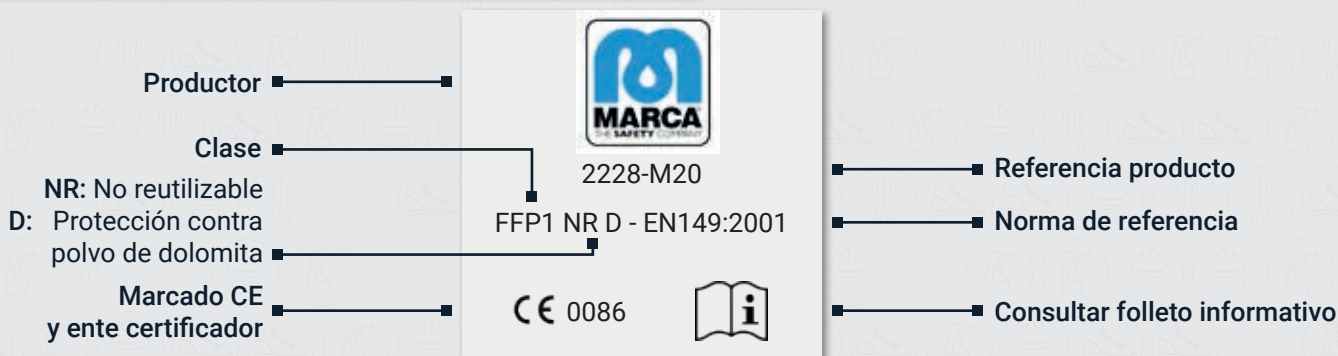 Productor
Clase
NR: No reutilizable
D: Protección contra
polvo de dolomita
Marcado CE
y ente certificador
MARCA
THE SAFETY COMPANY
2228-M20
FFP1 NR D - EN149:2001
CE 0086
i
Referencia producto
Norma de referencia
Consultar folleto informativo